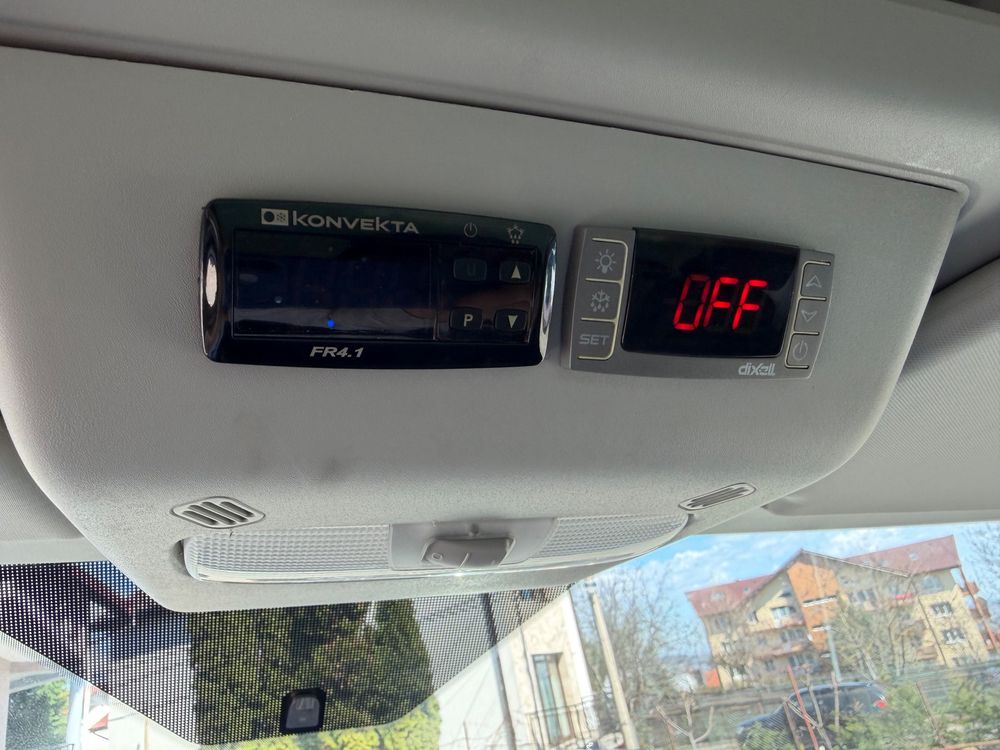 KONVEKTA
U
P
FR4.1
SET
OFF
dixell